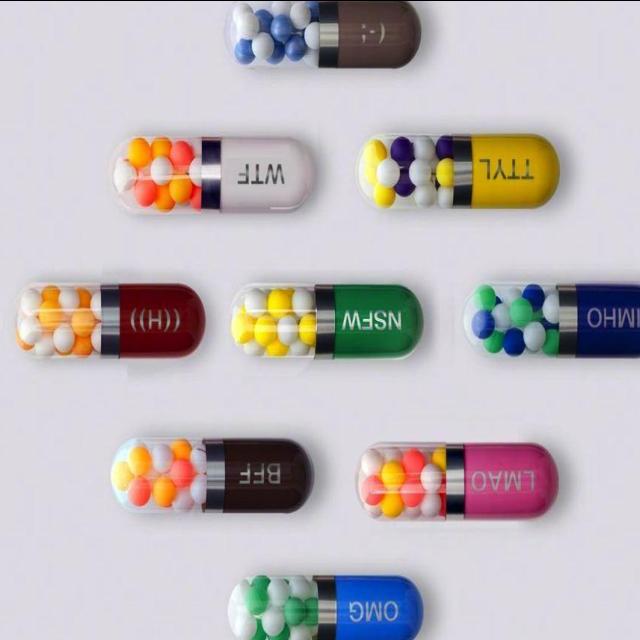 :-)
WTF
TTYL
((H))
NSFW
IMHO
BFF
LMAO
OMG